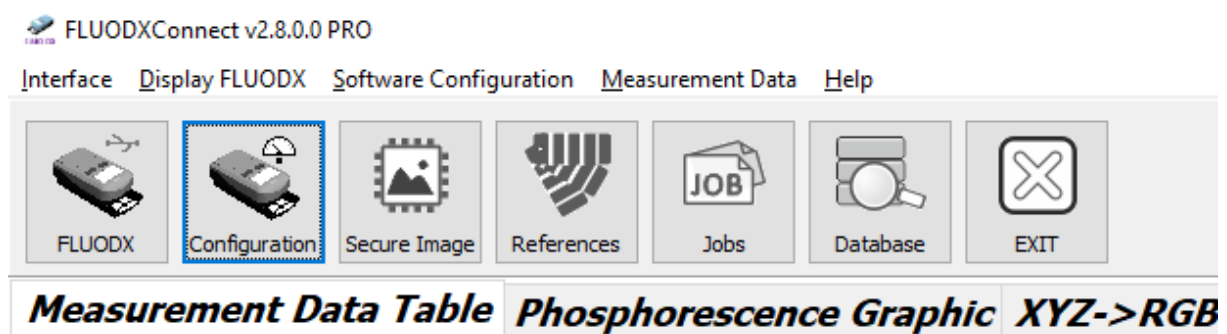 FLUODXConnect v2.8.0.0 PRO
Interface Display FLUODX Software Configuration Measurement Data Help
JOB
FLUODX Configuration Secure Image References Jobs Database EXIT
Measurement Data Table Phosphorescence Graphic XYZ->RGB